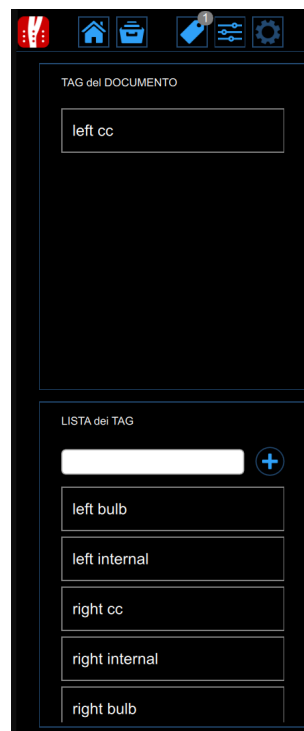 1
TAG del DOCUMENTO
left cc
LISTA dei TAG
left bulb
left internal
right cc
right internal
right bulb